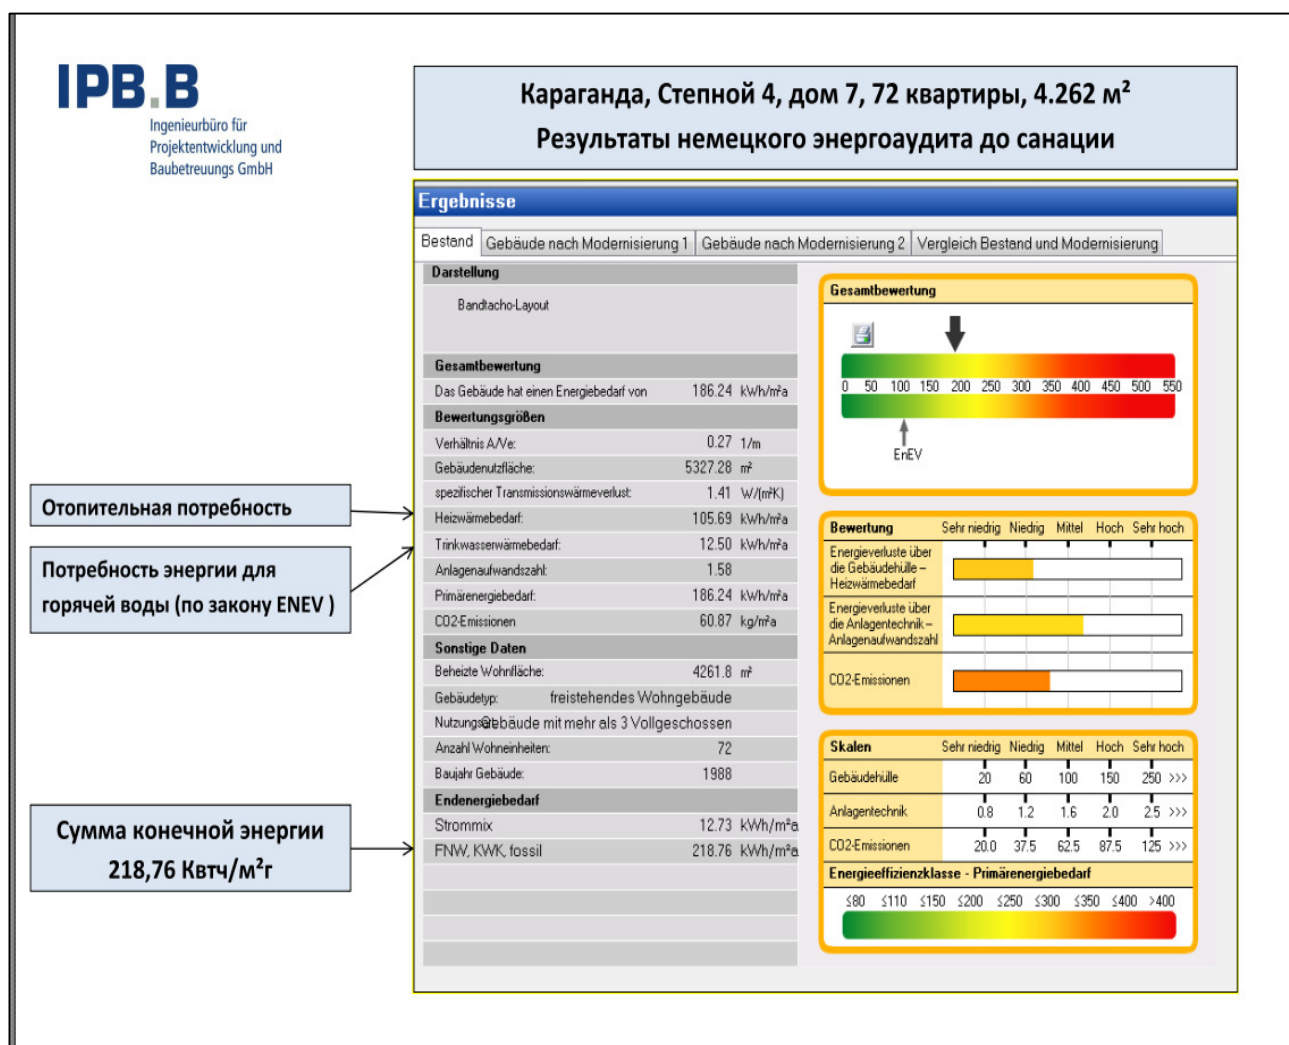 IPB.B
Ingenieurbüro für
Projektentwicklung und
Baubetreuungs GmbH
Караганда, Степной 4, дом 7, 72 квартиры, 4.262 м²
Результаты немецкого энергоаудита до санации
Ergebnisse
Bestand Gebäude nach Modernisierung 1 Gebäude nach Modernisierung 2 Vergleich Bestand und Modernisierung
Darstellung
Bandtacho-Layout
Gesamtbewertung
Das Gebäude hat einen Energiebedarf von 186.24 kWh/m²a
Bewertungsgrößen
Verhältnis A/Ve: 0.27 1/m
Gebäudenutzfläche: 5327.28 m²
spezifischer Transmissionswärmeverlust: 1.41 W/(m²K)
Heizwärmebedarf: 105.69 kWh/m²a
Trinkwasserwärmebedarf: 12.50 kWh/m²a
Anlagenaufwandszahl: 1.58
Primärenergiebedarf: 186.24 kWh/m²a
CO2-Emissionen 60.87 kg/m²a
Sonstige Daten
Beheizte Wohnfläche: 4261.8 m²
Gebäudetyp: freistehendes Wohngebäude
Gebäude mit mehr als 3 Vollgeschossen
Anzahl Wohneinheiten: 72
Baujahr Gebäude: 1988
Endenergiebedarf
Strommix 12.73 kWh/m²a
FNW, KWK, fossil 218.76 kWh/m²a
Отопительная потребность
Потребность энергии для
горячей воды (по закону ENEV )
Сумма конечной энергии
218,76 Квтч/м²г
Gesamtbewertung
0 50 100 150 200 250 300 350 400 450 500 550
EnEV
Bewertung Sehr niedrig Niedrig Mittel Hoch Sehr hoch
Energieverluste über
die Gebäudehülle –
Heizwärmebedarf
Energieverluste über
die Anlagentechnik –
Anlagenaufwandszahl
CO2-Emissionen
Skalen Sehr niedrig Niedrig Mittel Hoch Sehr hoch
Gebäudehülle 20 60 100 150 250 >>>
Anlagentechnik 0.8 1.2 1.6 2.0 2.5 >>>
CO2-Emissionen 20.0 37.5 62.5 87.5 125 >>>
Energieeffizienzklasse - Primärenergiebedarf
≤80 ≤110 ≤150 ≤200 ≤250 ≤300 ≤350 ≤400 >400